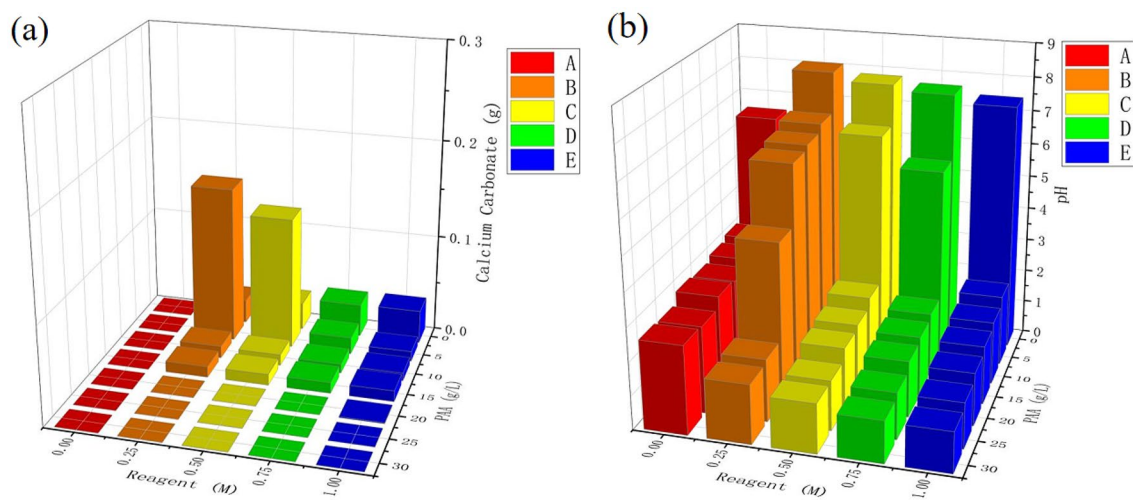 (a)
A
B
C
D
E
0.3
0.2
0.1
0.0
Calcium Carbonate (g)
0
5
10
15
20
25
30
PAA (g/L)
0.00
0.25
0.50
0.75
1.00
Reagent (M)
(b)
A
B
C
D
E
9
8
7
6
5
4
3
2
1
0
pH
0
5
10
15
20
25
30
PAA (g/L)
0.00
0.25
0.50
0.75
1.00
Reagent (M)